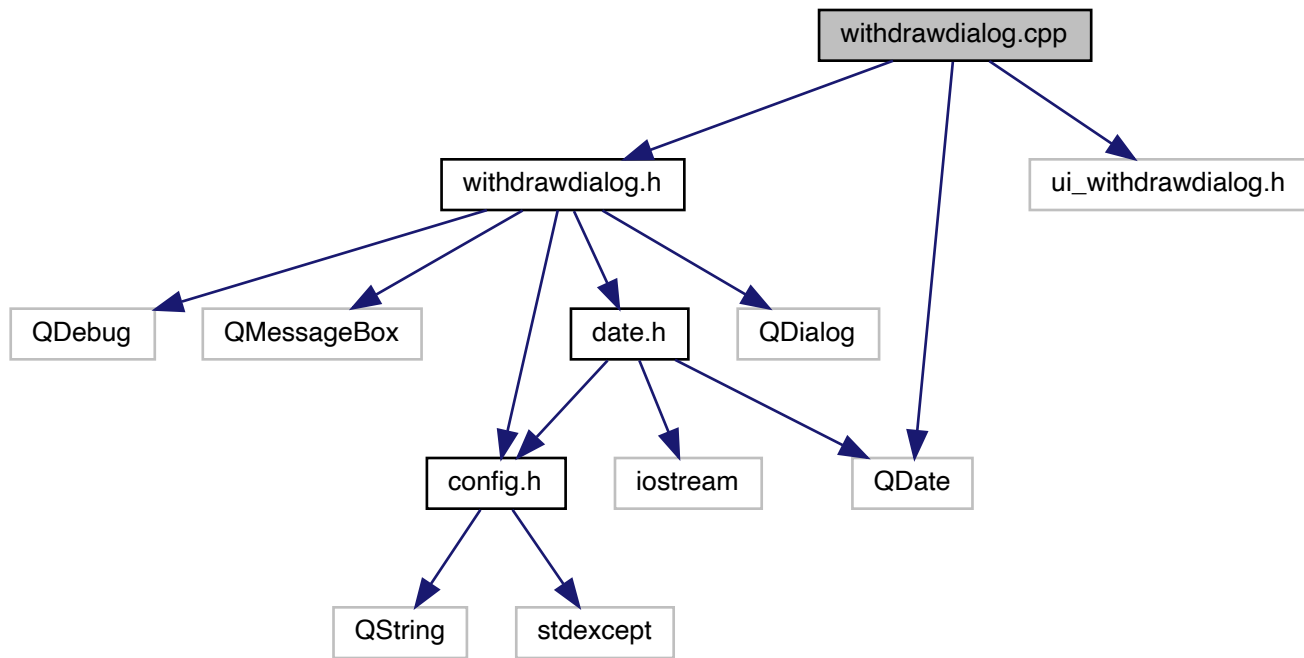 withdrawdialog.cpp
withdrawdialog.h
ui_withdrawdialog.h
QDebug
QMessageBox
date.h
QDialog
config.h
iostream
QDate
QString
stdexcept